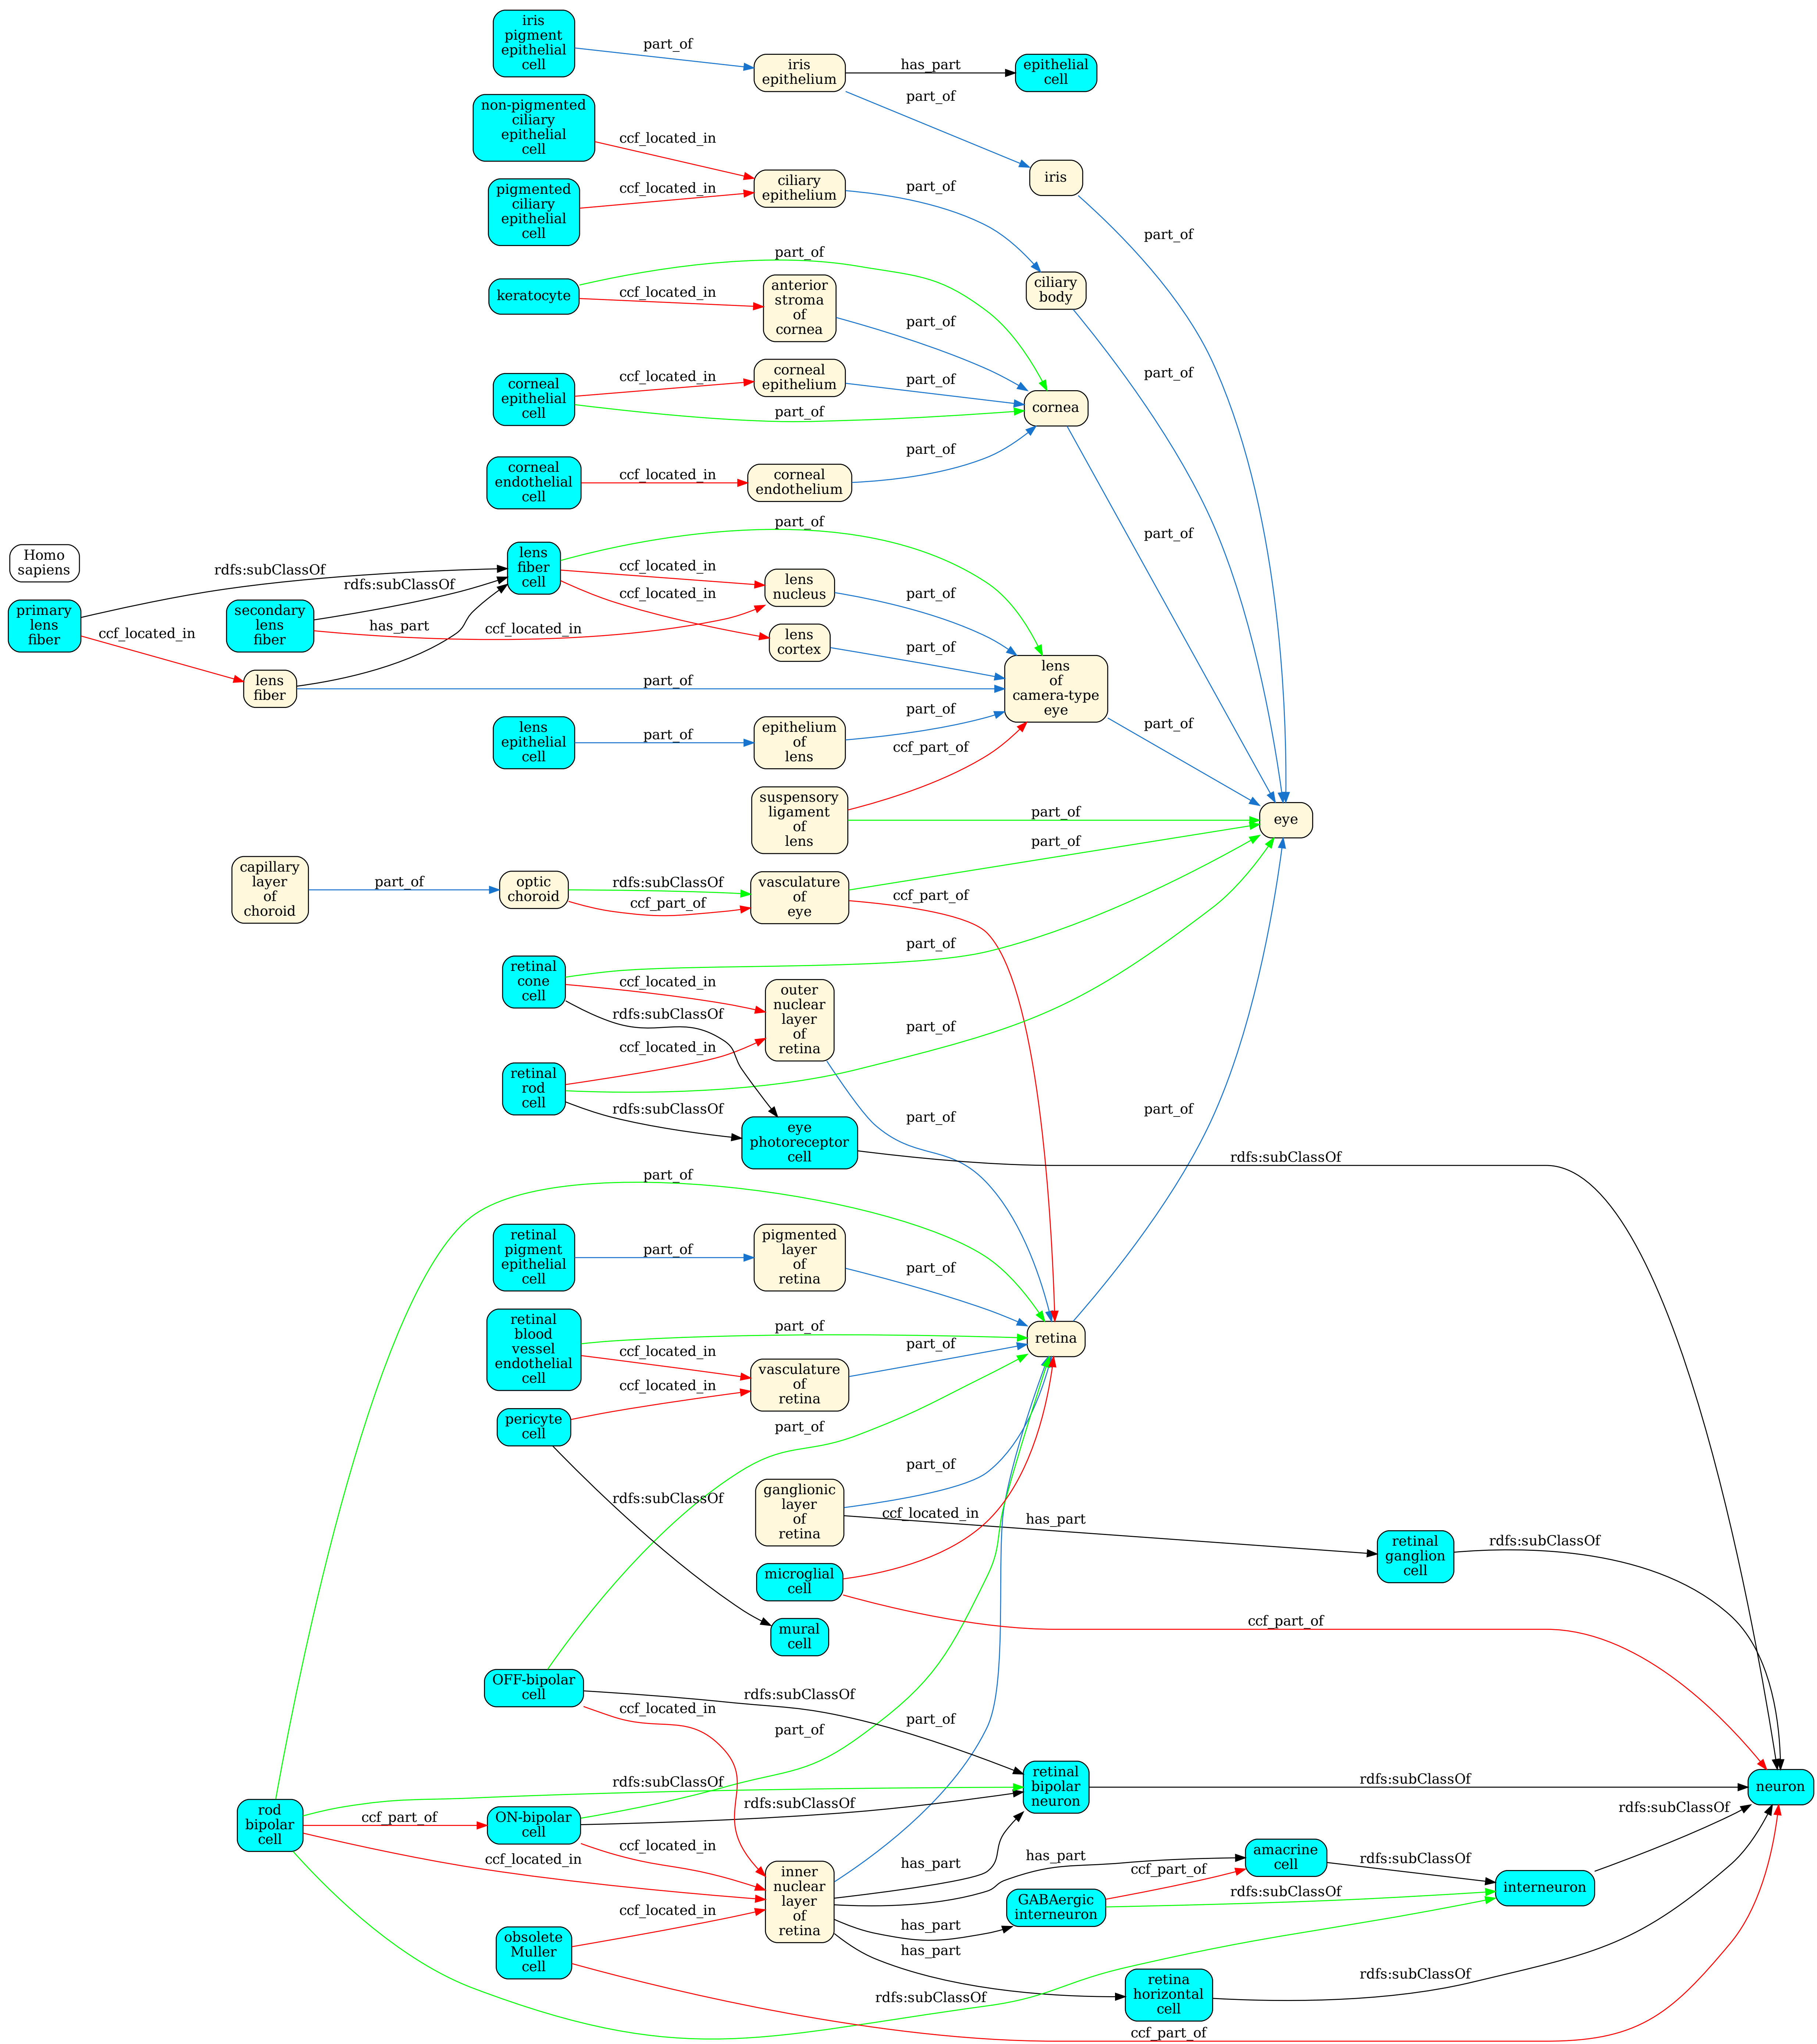 iris
pigment
epithelial
cell
part_of
iris
epithelium
has_part
epithelial
cell
part_of
non-pigmented
ciliary
epithelial
cell
ccf_located_in
pigmented
ciliary
epithelial
cell
ccf_located_in
ciliary
epithelium
part_of
iris
part_of
keratocyte
part_of
ccf_located_in
anterior
stroma
of
cornea
part_of
ciliary
body
part_of
corneal
epithelial
cell
ccf_located_in
corneal
epithelium
part_of
part_of
cornea
part_of
corneal
endothelial
cell
ccf_located_in
corneal
endothelium
part_of
Homo
sapiens
primary
lens
fiber
rdfs:subClassOf
ccf_located_in
secondary
lens
fiber
rdfs:subClassOf
has_part
ccf_located_in
lens
fiber
part_of
lens
fiber
cell
part_of
ccf_located_in
ccf_located_in
lens
nucleus
part_of
lens
cortex
part_of
lens
of
camera-type
eye
part_of
lens
epithelial
cell
part_of
epithelium
of
lens
part_of
ccf_part_of
suspensory
ligament
of
lens
part_of
eye
capillary
layer
of
choroid
part_of
optic
choroid
rdfs:subClassOf
ccf_part_of
vasculature
of
eye
part_of
ccf_part_of
retinal
cone
cell
part_of
ccf_located_in
rdfs:subClassOf
outer
nuclear
layer
of
retina
part_of
retinal
rod
cell
ccf_located_in
part_of
rdfs:subClassOf
eye
photoreceptor
cell
rdfs:subClassOf
part_of
part_of
retinal
pigment
epithelial
cell
part_of
pigmented
layer
of
retina
part_of
retinal
blood
vessel
endothelial
cell
part_of
ccf_located_in
vasculature
of
retina
part_of
retina
pericyte
cell
ccf_located_in
rdfs:subClassOf
part_of
ganglionic
layer
of
retina
part_of
has_part
retinal
ganglion
cell
rdfs:subClassOf
microglial
cell
ccf_located_in
ccf_part_of
mural
cell
OFF-bipolar
cell
rdfs:subClassOf
ccf_located_in
part_of
part_of
rod
bipolar
cell
part_of
rdfs:subClassOf
ccf_part_of
ccf_located_in
rdfs:subClassOf
ON-bipolar
cell
rdfs:subClassOf
ccf_located_in
retinal
bipolar
neuron
rdfs:subClassOf
neuron
obsolete
Muller
cell
ccf_located_in
ccf_part_of
inner
nuclear
layer
of
retina
has_part
has_part
has_part
has_part
GABAergic
interneuron
ccf_part_of
rdfs:subClassOf
amacrine
cell
rdfs:subClassOf
interneuron
rdfs:subClassOf
retina
horizontal
cell
rdfs:subClassOf